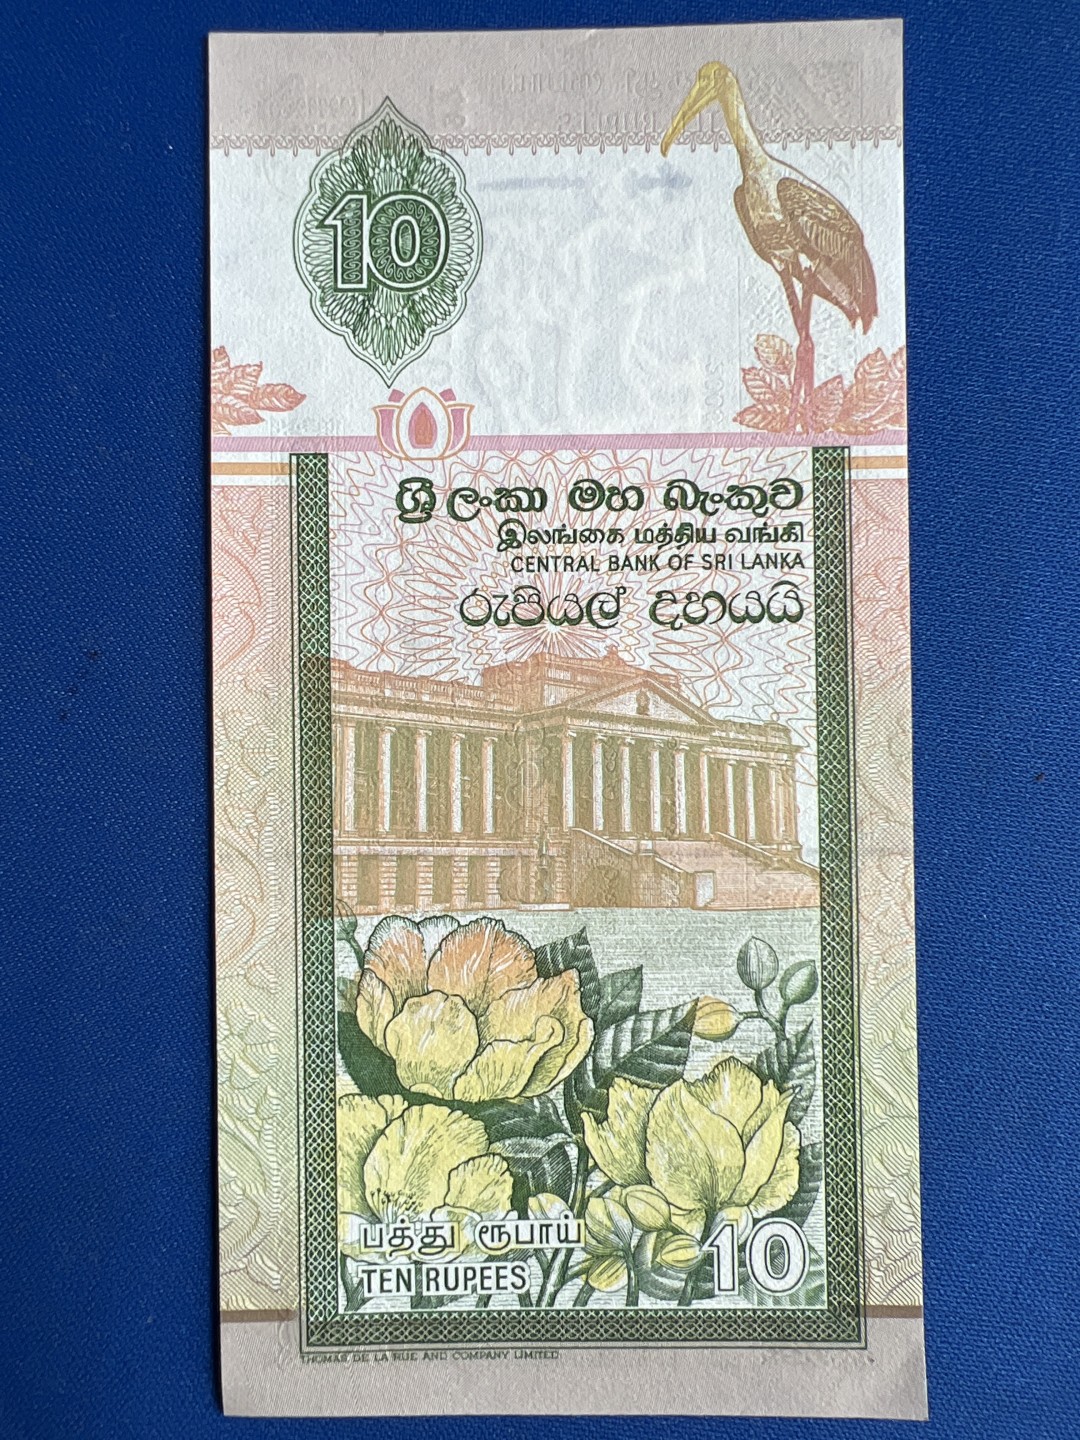 10
ශ්‍රී ලංකා මහ බැංකුව
இலங்கை மத்திய வங்கி
CENTRAL BANK OF SRI LANKA
රුපියල් දහයයි
பத்து ரூபாய்
TEN RUPEES
10
THOMAS DE LA RUE AND COMPANY LIMITED